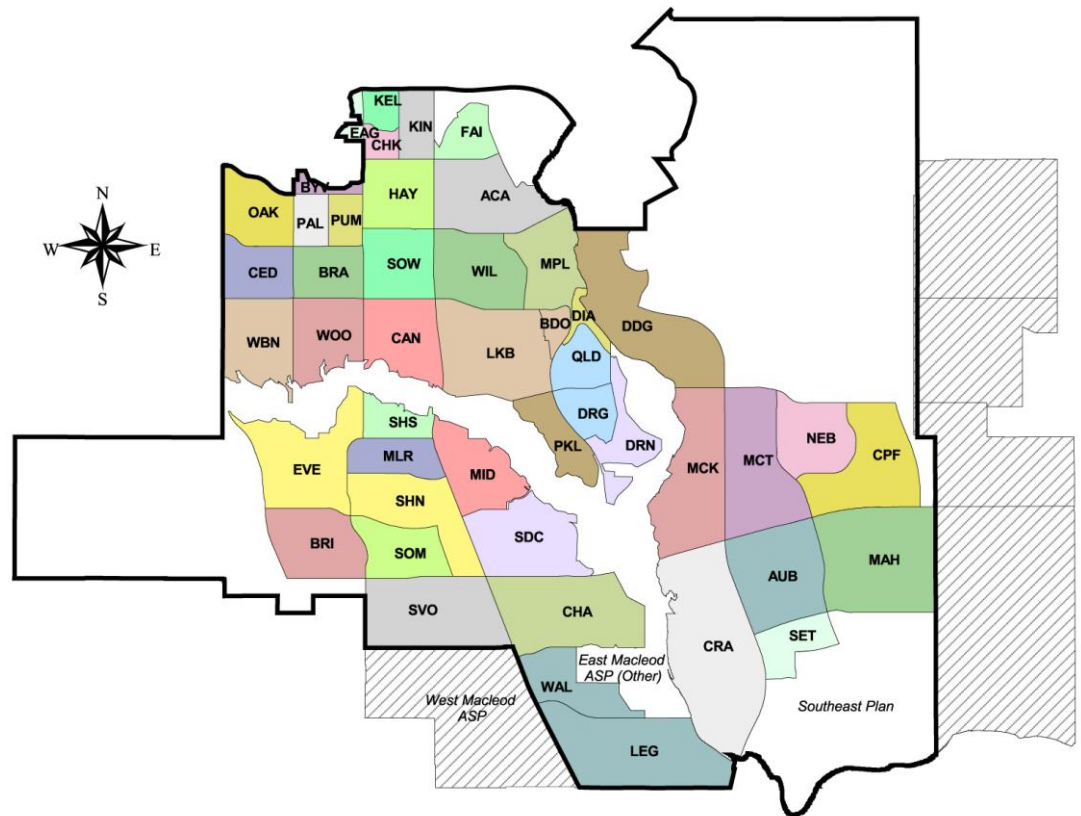 KEL
EAG
KIN
CHK
FAI
BYV
HAY
ACA
OAK
PAL
PUM
N
W
E
S
CED
BRA
SOW
WIL
MPL
WBN
WOO
CAN
LKB
BDO
DIA
DDG
QLD
SHS
DRG
EVE
MLR
MID
PKL
DRN
MCK
MCT
NEB
CPF
SHN
BRI
SOM
SDC
AUB
MAH
SVO
CHA
CRA
SET
West Macleod
ASP
WAL
East Macleod
ASP (Other)
Southeast Plan
LEG